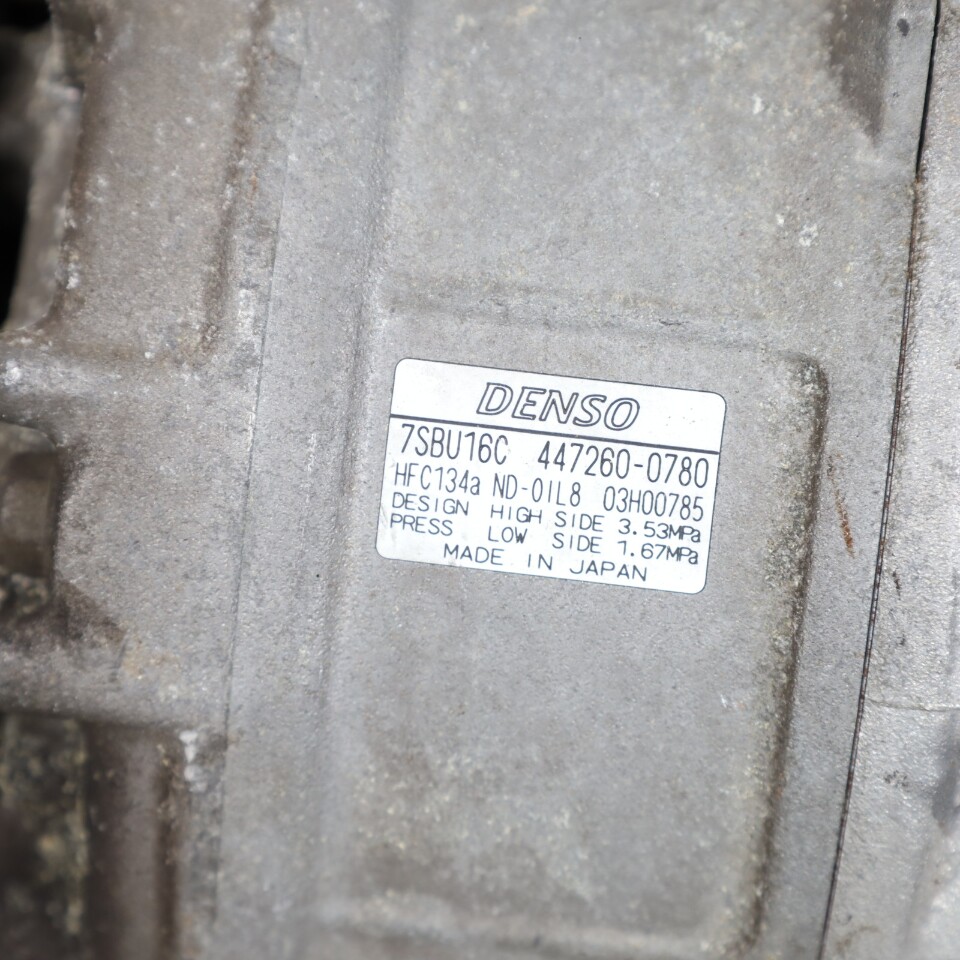 DENSO
7SBU16C 447260-0780
HFC134a ND-OIL8 03H00785
DESIGN HIGH SIDE 3.53MPa
PRESS LOW SIDE 1.67MPa
MADE IN JAPAN